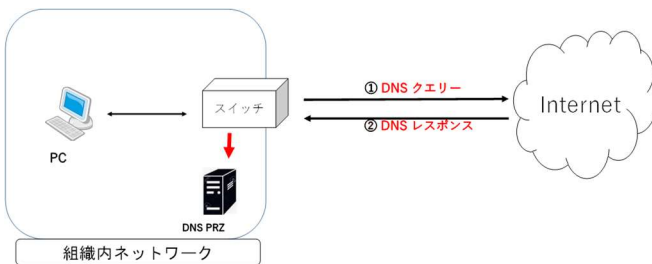 ① DNS クエリー
スイッチ
Internet
② DNS レスポンス
PC
DNS PRZ
組織内ネットワーク